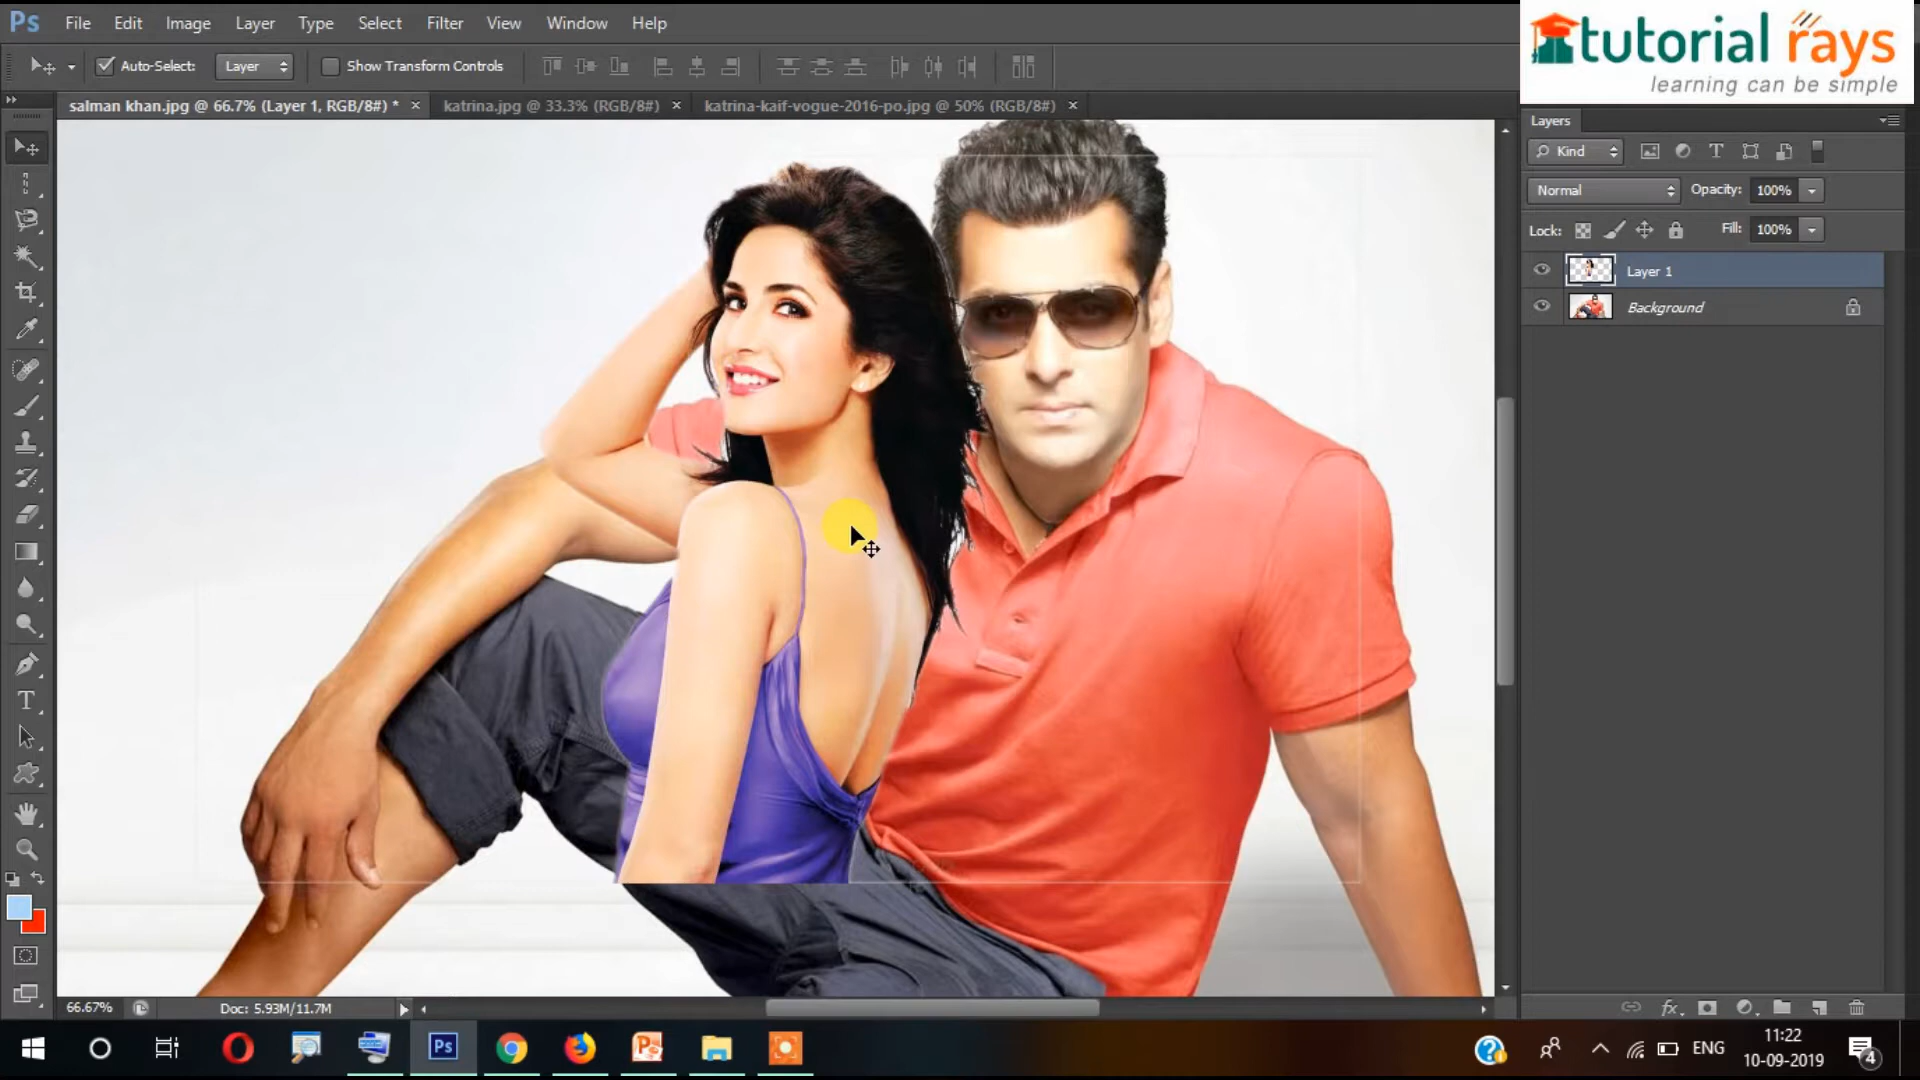 Ps File Edit Image Layer Type Select Filter View Window Help
tutorial rays
learning can be simple
Auto-Select: Layer Show Transform Controls
salman khan.jpg @ 66.7% (Layer 1, RGB/8#) * × katrina.jpg @ 33.3% (RGB/8#) × katrina-kaif-vogue-2016-po.jpg @ 50% (RGB/8#) ×
Layers
Kind
Normal Opacity: 100%
Lock: Fill: 100%
Layer 1
Background
T
66.67% Doc: 5.93M/11.7M
fx
Ps
P
ENG
11:22
10-09-2019
4